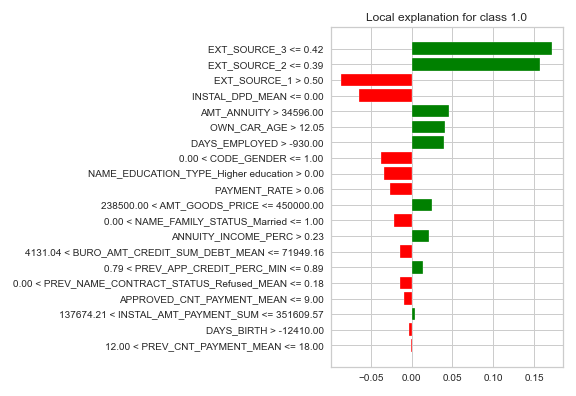 Local explanation for class 1.0
EXT_SOURCE_3 <= 0.42
EXT_SOURCE_2 <= 0.39
EXT_SOURCE_1 > 0.50
INSTAL_DPD_MEAN <= 0.00
AMT_ANNUITY > 34596.00
OWN_CAR_AGE > 12.05
DAYS_EMPLOYED > -930.00
0.00 < CODE_GENDER <= 1.00
NAME_EDUCATION_TYPE_Higher education > 0.00
PAYMENT_RATE > 0.06
238500.00 < AMT_GOODS_PRICE <= 450000.00
0.00 < NAME_FAMILY_STATUS_Married <= 1.00
ANNUITY_INCOME_PERC > 0.23
4131.04 < BURO_AMT_CREDIT_SUM_DEBT_MEAN <= 71949.16
0.79 < PREV_APP_CREDIT_PERC_MIN <= 0.89
0.00 < PREV_NAME_CONTRACT_STATUS_Refused_MEAN <= 0.18
APPROVED_CNT_PAYMENT_MEAN <= 9.00
137674.21 < INSTAL_AMT_PAYMENT_SUM <= 351609.57
DAYS_BIRTH > -12410.00
12.00 < PREV_CNT_PAYMENT_MEAN <= 18.00
−0.05 0.00 0.05 0.10 0.15